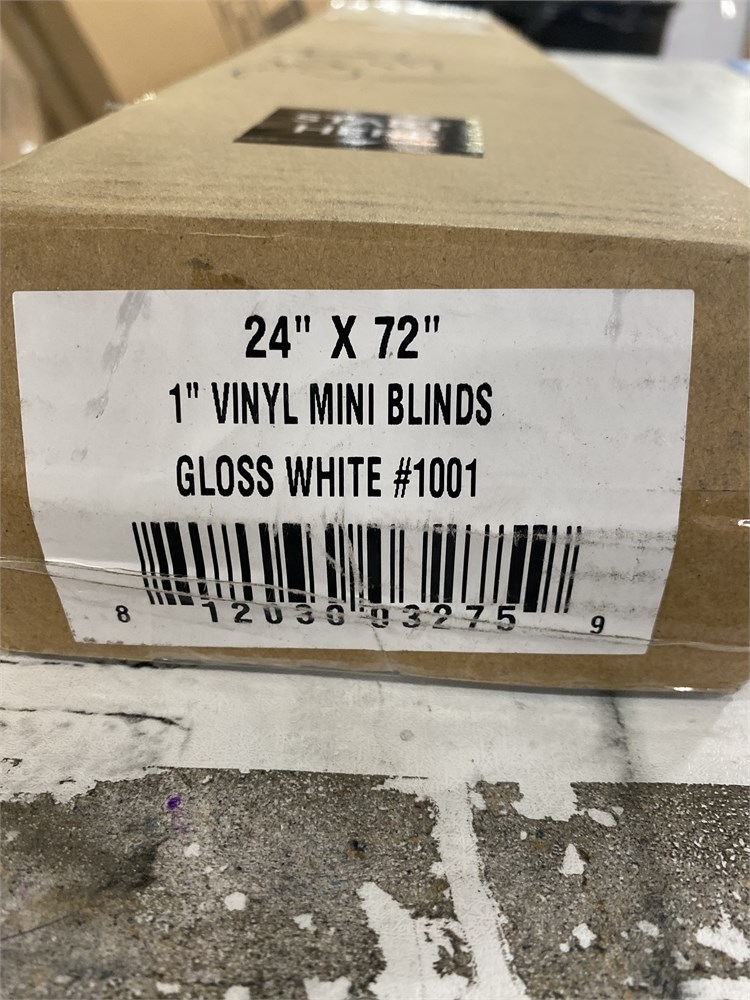 24" X 72"
1" VINYL MINI BLINDS
GLOSS WHITE #1001
8 12030 03275 9